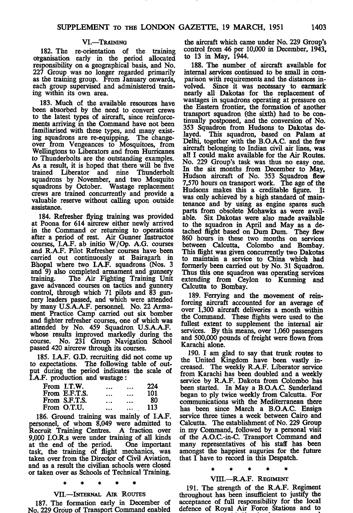 SUPPLEMENT TO THE LONDON GAZETTE, 19 MARCH, 1951 1403
VI.—TRAINING
182. The re-orientation of the training
organisation early in the period allocated
responsibility on a geographical basis, and No.
227 Group was no longer regarded primarily
as the training group. From January onwards,
each group supervised and administered train-
ing within its own area.
183. Much of the available resources have
been absorbed by the need to convert crews
to the latest types of aircraft, since reinforce-
ments arriving in the Command have not been
familiarised with these types, and many exist-
ing squadrons are re-equipping. The change-
over from Vengeances to Mosquitoes, from
Wellingtons to Liberators and from Hurricanes
to Thunderbolts are the outstanding examples.
As a result, it is hoped that there will be five
trained Liberator and nine Thunderbolt
squadrons by November, and two Mosquito
squadrons by October. Wastage replacement
crews are trained concurrently and provide a
valuable reserve without calling upon outside
assistance.
184. Refresher flying training was provided
at Poona for 614 aircrew either newly arrived
in the Command or returning to operations
after a period of rest. Air Gunner Instructor
courses, I.A.F. ab initio W/Op. A.G. courses
and R.A.F. Pilot Refresher courses have been
carried out continuously at Bairagarh in
Bhopal where two I.A.F. squadrons (Nos. 3
and 9) also completed armament and gunnery
training. The Air Fighting Training Unit
gave advanced courses on tactics and gunnery
control, through which 71 pilots and 83 gun-
nery leaders passed, and which were attended
by many U.S.A.A.F. personnel. No. 22 Arma-
ment Practice Camp carried out six bomber
and fighter refresher courses, one of which was
attended by No. 459 Squadron U.S.A.A.F.
whose results improved markedly during the
course. No. 231 Group Navigation School
passed 420 aircrew through its courses.
185. I.A.F. G.D. recruiting did not come up
to expectations. The following table of out-
put during the period indicates the scale of
I.A.F. production and wastage:
From I.T.W. ... ... 224
From E.F.T.S. ... ... 101
From S.F.T.S. ... ... 80
From O.T.U. ... ... 113
186. Ground training was mainly of I.A.F.
personnel, of whom 8,049 were admitted to
Recruit Training Centres. A fraction over
9,000 I.O.R.s were under training of all kinds
at the end of the period. One important
task, the training of flight mechanics, was
taken over from the Director of Civil Aviation,
and as a result the civilian schools were closed
or taken over as Schools of Technical Training.
* * * * *
VII.—INTERNAL AIR ROUTES
187. The formation early in December of
No. 229 Group of Transport Command enabled
the aircraft which came under No. 229 Group's
control from 46 per 10,000 in December, 1943,
to 13 in May, 1944.
188. The number of aircraft available for
internal services continued to be small in com-
parison with requirements and the distances in-
volved. Since it was necessary to earmark
nearly all Dakotas for the replacement of
wastages in squadrons operating at pressure on
the Eastern frontier, the formation of another
transport squadron (the sixth) had to be con-
tinually postponed, and the conversion of No.
353 Squadron from Hudsons to Dakotas de-
layed. This squadron, based on Palam at
Delhi, together with the B.O.A.C. and the few
aircraft belonging to Indian civil air lines, was
all I could make available for the Air Routes.
No. 229 Group's task was thus no easy one.
In the six months from December to May,
Hudson aircraft of No. 353 Squadron flew
7,570 hours on transport work. The age of the
Hudsons makes this a creditable figure. It
was only achieved by a high standard of main-
tenance and by using as engine spares such
parts from obsolete Mohawks as were avail-
able. Six Dakotas were also made available
to the squadron in April and May as a de-
tached flight based on Dum Dum. They flew
860 hours in these two months on services
between Calcutta, Colombo and Bombay.
This flight was given concurrently two Dakotas
to maintain a service to China which had
formerly been carried out by No. 31 Squadron.
Thus this one squadron was operating services
extending from Ceylon to Kunming and
Calcutta to Bombay.
189. Ferrying and the movement of rein-
forcing aircraft accounted for an average of
over 1,300 aircraft deliveries a month within
the Command. These flights were used to the
fullest extent to supplement the internal air
services. By this means, over 1,060 passengers
and 500,000 pounds of freight were flown from
Karachi alone.
190. I am glad to say that trunk routes to
the United Kingdom have been vastly in-
creased. The weekly R.A.F. Liberator service
from Karachi has been doubled and a weekly
service by R.A.F. Dakota from Colombo has
been started. In May a B.O.A.C. Sunderland
began to ply twice weekly from Calcutta. For
communications with the Mediterranean there
has been since March a B.O.A.C. Ensign
service three times a week between Cairo and
Calcutta. The establishment of No. 229 Group
in my Command, followed by a personal visit
of the A.O.C.-in-C. Transport Command and
many representatives of his staff has been
amongst the happiest auguries for the future
that I have to record in this Despatch.
* * * * *
VIII.—R.A.F. REGIMENT
191. The strength of the R.A.F. Regiment
throughout has been insufficient to justify the
acceptance of full responsibility for the local
defence of Royal Air Force Stations and to